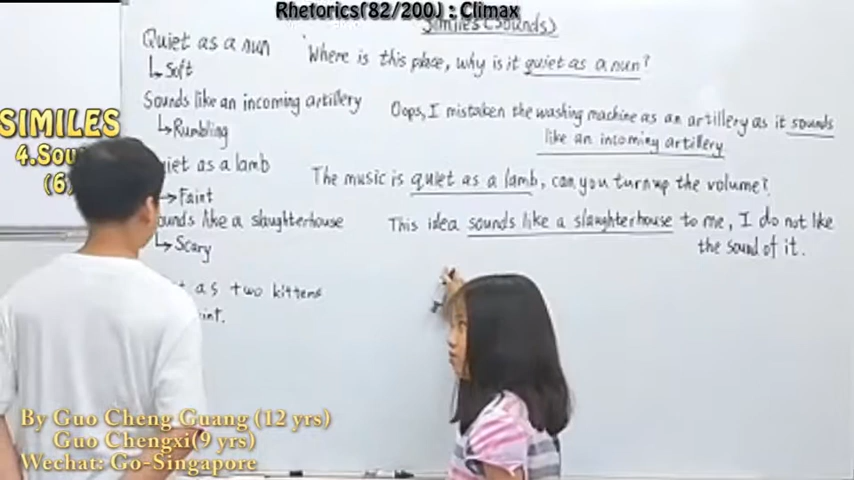 Rhetorics(82/200) : Climax
Similes (Sounds)
Quiet as a nun
Soft
Where is this place, why is it quiet as a nun?
Sounds like an incoming artillery
Rumbling
Oops, I mistaken the washing machine as an artillery as it sounds
like an incoming artillery
SIMILES
4.Sou
(6)
iet as a lamb
Faint
The music is quiet as a lamb, can you turn up the volume?
ounds like a slaughterhouse
Scary
This idea sounds like a slaughterhouse to me, I do not like
the sound of it.
as two kittens
int.
By Guo Cheng Guang (12 yrs)
Guo Chengxi(9 yrs)
Wechat: Go-Singapore